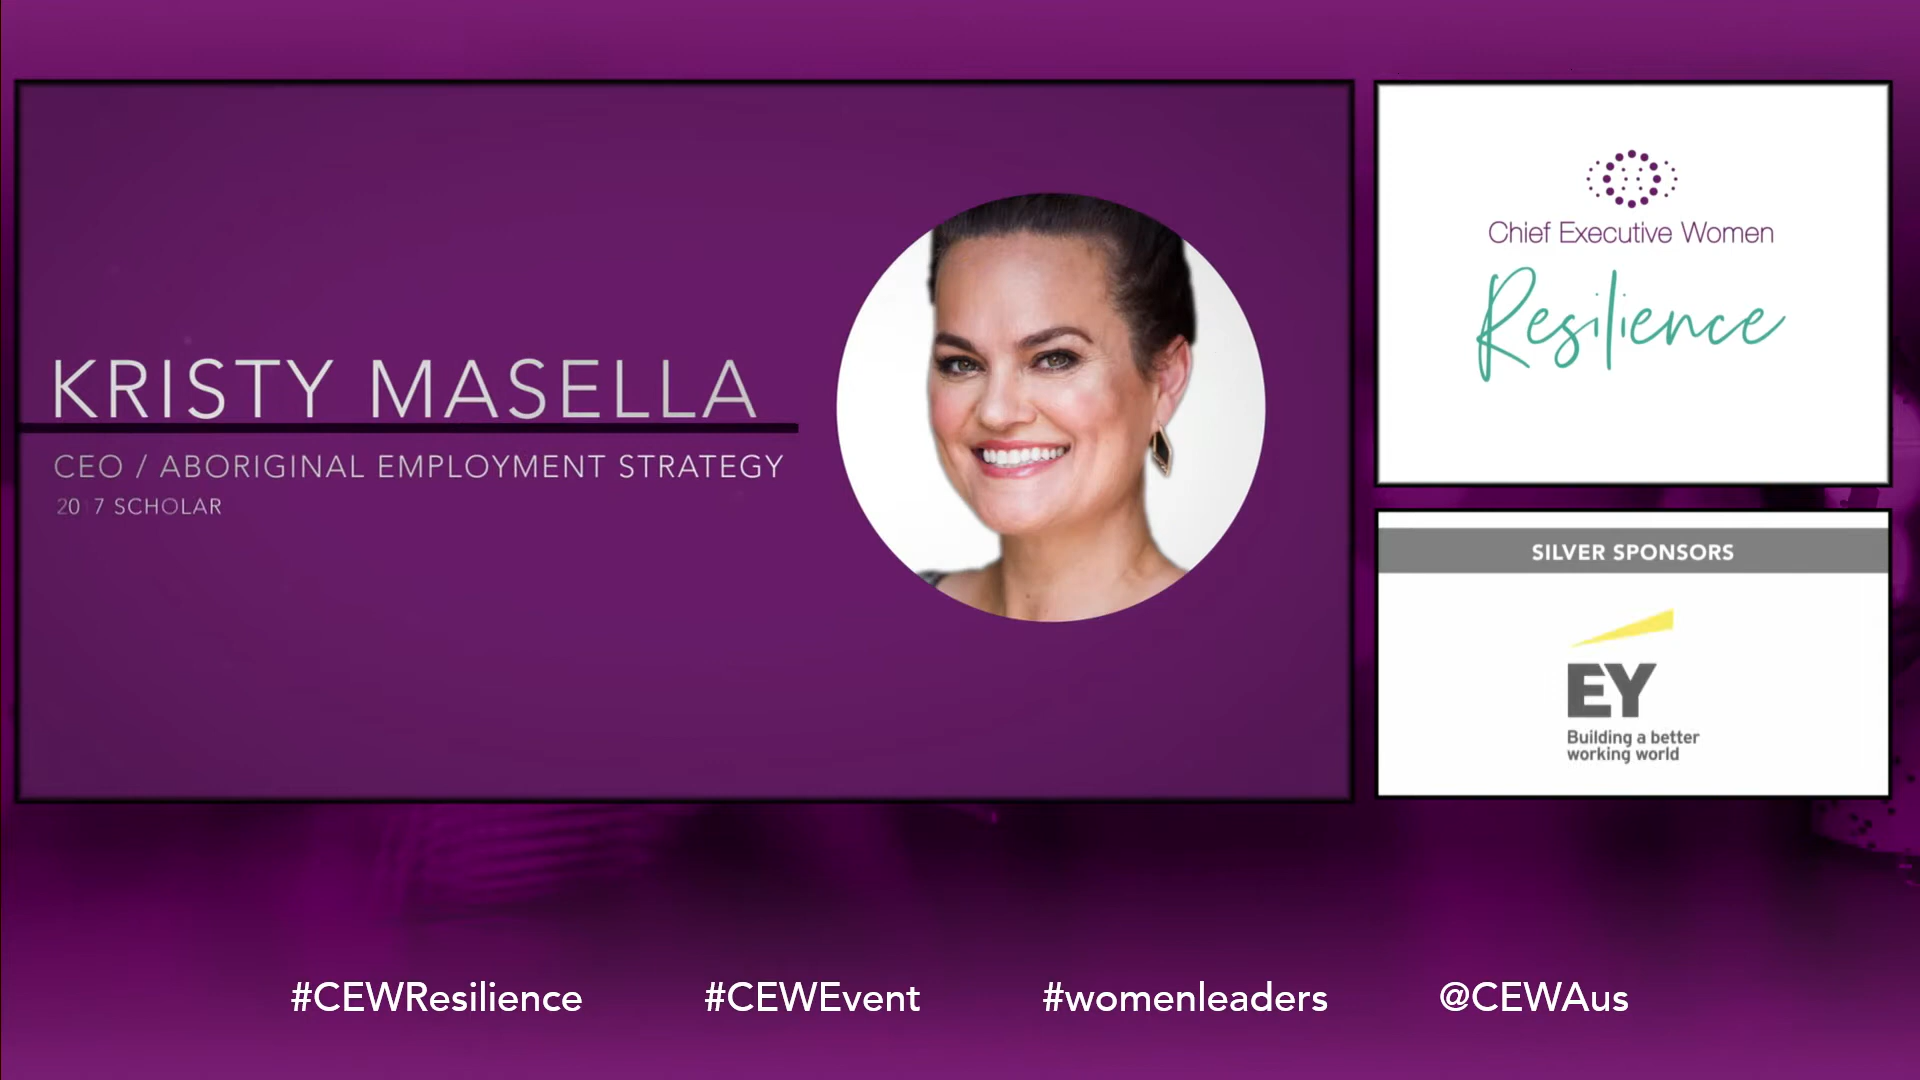 KRISTY MASELLA
CEO / ABORIGINAL EMPLOYMENT STRATEGY
2017 SCHOLAR
Chief Executive Women
Resilience
SILVER SPONSORS
EY
Building a better
working world
#CEWResilience #CEWEvent #womenleaders @CEWAus